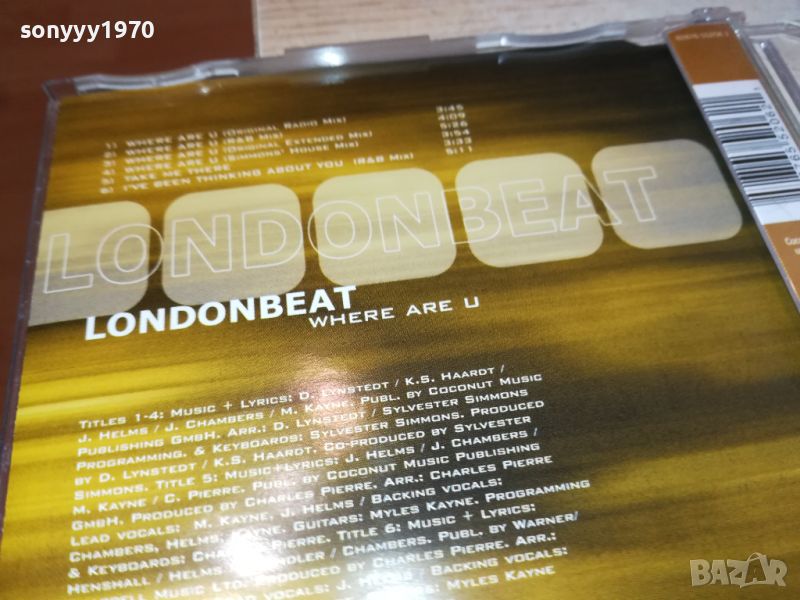 sonyyy1970
1) WHERE ARE U (ORIGINAL RADIO MIX) 3:45
2) WHERE ARE U (R&B MIX) 4:09
3) WHERE ARE U (ORIGINAL EXTENDED MIX) 5:28
4) WHERE ARE U (SIMMONS' HOUSE MIX) 3:54
5) TAKE ME THERE 3:33
6) I'VE BEEN THINKING ABOUT YOU (R&B MIX) 5:11
LONDONBEAT
LONDONBEAT
WHERE ARE U
TITLES 1-4: MUSIC + LYRICS: D. LYNSTEDT / K.S. HAARDT /
J. HELMS / J. CHAMBERS / M. KAYNE. PUBL. BY COCONUT MUSIC
PUBLISHING GMBH. ARR.: D. LYNSTEDT / SYLVESTER SIMMONS
PROGRAMMING. & KEYBOARDS: SYLVESTER SIMMONS. PRODUCED
BY D. LYNSTEDT / K.S. HAARDT. CO-PRODUCED BY SYLVESTER
SIMMONS. TITLE 5: MUSIC+LYRICS: J. HELMS / J. CHAMBERS /
M. KAYNE / C. PIERRE. PUBL. BY COCONUT MUSIC PUBLISHING
GMBH, PRODUCED BY CHARLES PIERRE. ARR.: CHARLES PIERRE
LEAD VOCALS: M. KAYNE, J. HELMS / BACKING VOCALS:
CHAMBERS, HELMS, KAYNE. GUITARS: MYLES KAYNE. PROGRAMMING
& KEYBOARDS: CHARLES PIERRE. TITLE 6: MUSIC + LYRICS:
HENSHALL / HELMS / CHANDLER / CHAMBERS. PUBL. BY WARNER/
MUSIC LTD. PRODUCED BY CHARLES PIERRE. ARR.:
VOCALS: J. HELMS BACKING VOCALS:
MYLES KAYNE
BAZAR